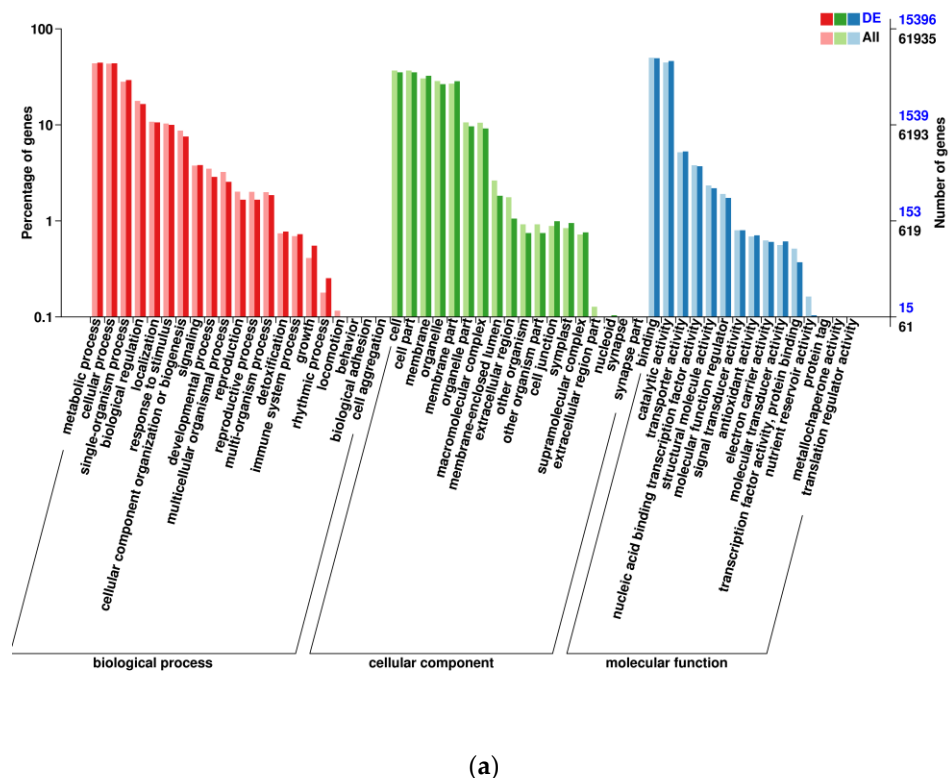 DE
All
100
10
1
0.1
Percentage of genes
15396
61935
1539
6193
153
619
15
61
Number of genes
metabolic process
cellular process
single-organism process
biological regulation
localization
response to stimulus
cellular component organization or biogenesis
signaling
developmental process
multicellular organismal process
reproduction
reproductive process
multi-organism process
detoxification
immune system process
growth
rhythmic process
locomotion
behavior
biological adhesion
cell aggregation
cell
cell part
membrane
organelle
membrane part
organelle part
macromolecular complex
membrane-enclosed lumen
extracellular region
other organism
other organism part
cell junction
symplast
supramolecular complex
extracellular region part
nucleoid
synapse
synapse part
binding
catalytic activity
transporter activity
nucleic acid binding transcription factor activity
structural molecule activity
molecular function regulator
signal transducer activity
antioxidant activity
electron carrier activity
molecular transducer activity
transcription factor activity, protein binding
nutrient reservoir activity
protein tag
metallochaperone activity
translation regulator activity
biological process
cellular component
molecular function
(a)